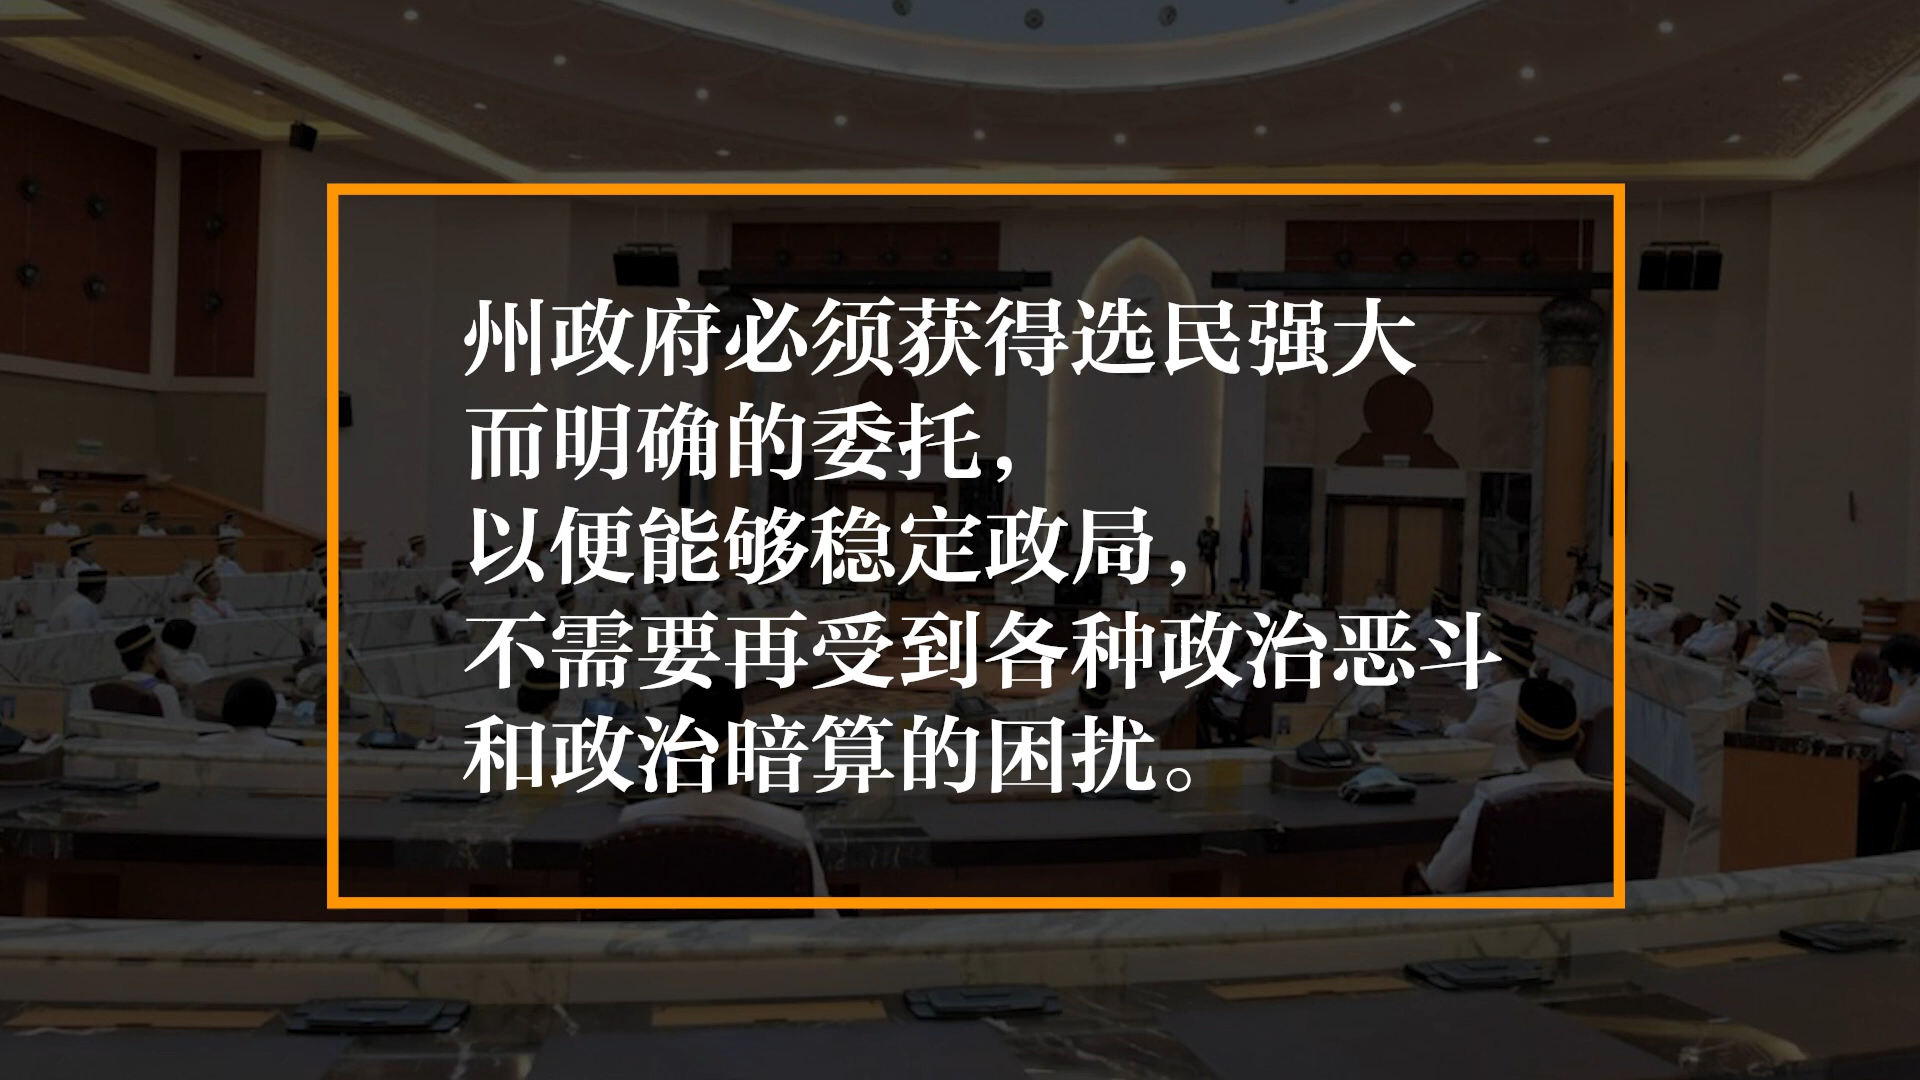 州政府必须获得选民强大
而明确的委托，
以便能够稳定政局，
不需要再受到各种政治恶斗
和政治暗算的困扰。